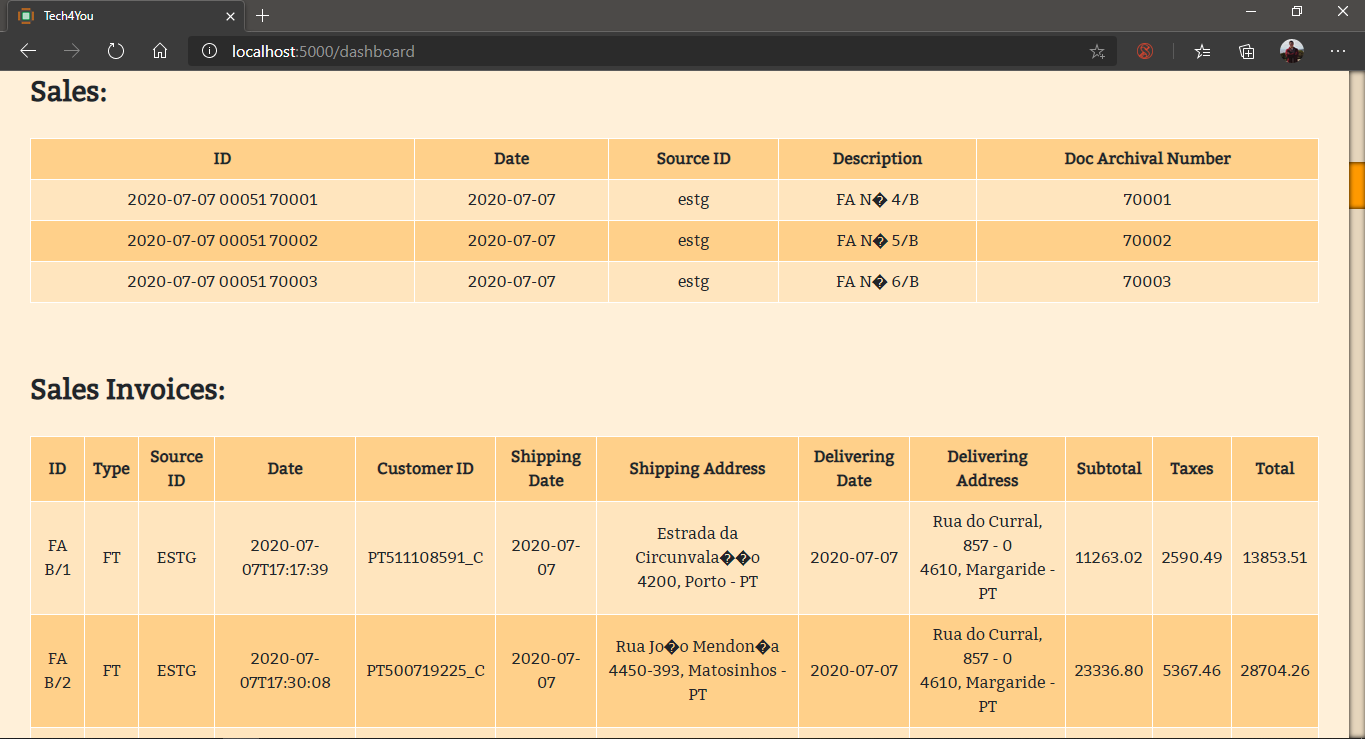 Tech4You
localhost:5000/dashboard
Sales:
ID Date Source ID Description Doc Archival Number
2020-07-07 00051 70001 2020-07-07 estg FA N� 4/B 70001
2020-07-07 00051 70002 2020-07-07 estg FA N� 5/B 70002
2020-07-07 00051 70003 2020-07-07 estg FA N� 6/B 70003
Sales Invoices:
ID Type Source ID Date Customer ID Shipping Date Shipping Address Delivering Date Delivering Address Subtotal Taxes Total
FA B/1 FT ESTG 2020-07-07T17:17:39 PT511108591_C 2020-07-07 Estrada da Circunvala��o 4200, Porto - PT 2020-07-07 Rua do Curral, 857 - 0 4610, Margaride - PT 11263.02 2590.49 13853.51
FA B/2 FT ESTG 2020-07-07T17:30:08 PT500719225_C 2020-07-07 Rua Jo�o Mendon�a 4450-393, Matosinhos - PT 2020-07-07 Rua do Curral, 857 - 0 4610, Margaride - PT 23336.80 5367.46 28704.26